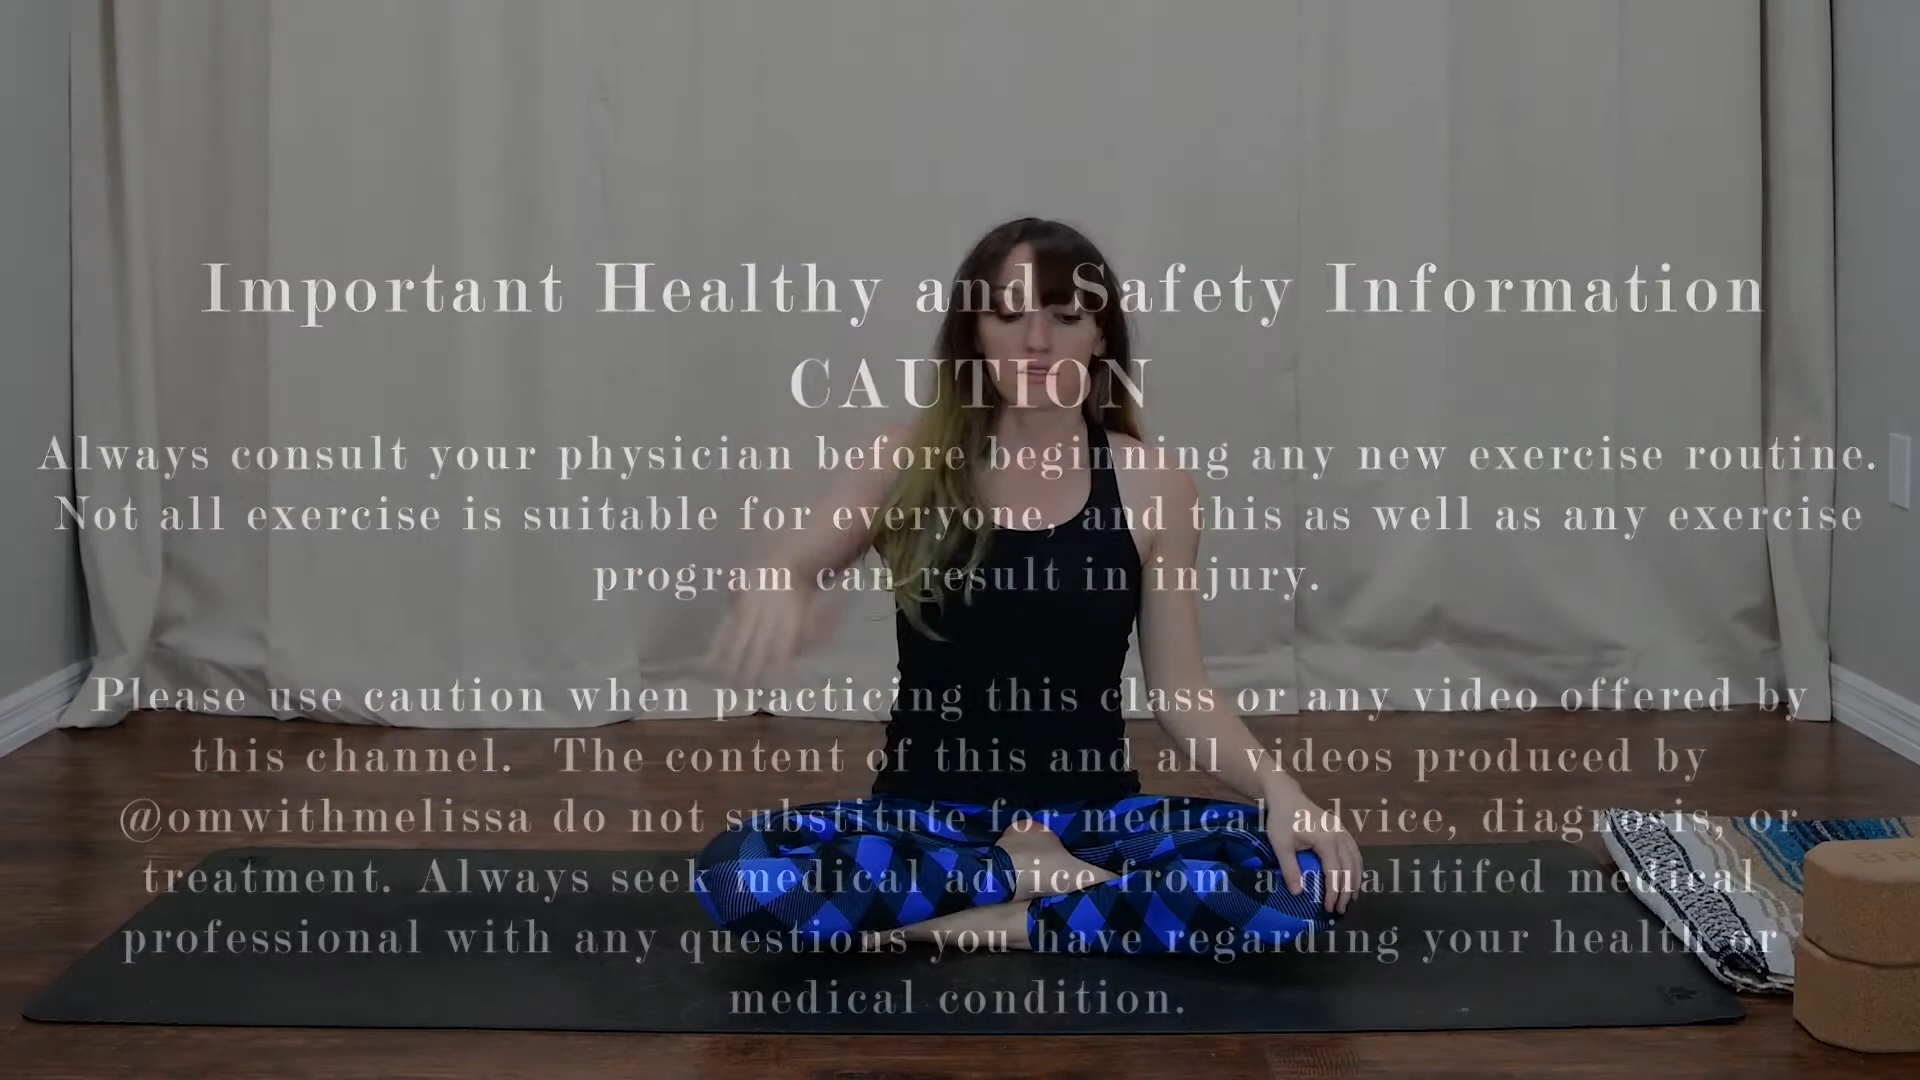 Important Healthy and Safety Information
CAUTION
Always consult your physician before beginning any new exercise routine.
Not all exercise is suitable for everyone, and this as well as any exercise
program can result in injury.
Please use caution when practicing this class or any video offered by
this channel. The content of this and all videos produced by
@omwithmelissa do not substitute for medical advice, diagnosis, or
treatment. Always seek medical advice from a qualitifed medical
professional with any questions you have regarding your health or
medical condition.